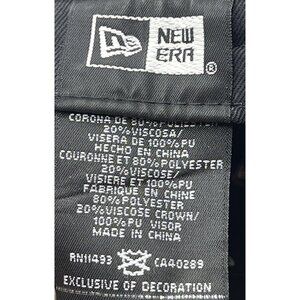 NEW
ERA
®
CORONA DE 80% POLIESTER
20% VISCOSA/
VISERA DE 100% PU
HECHO EN CHINA
COURONNE ET 80% POLYESTER
20% VISCOSE/
VISIERE ET 100% PU
FABRIQUE EN CHINE
80% POLYESTER
20% VISCOSE CROWN/
100% PU VISOR
MADE IN CHINA
RN11493 CA40289
EXCLUSIVE OF DECORATION